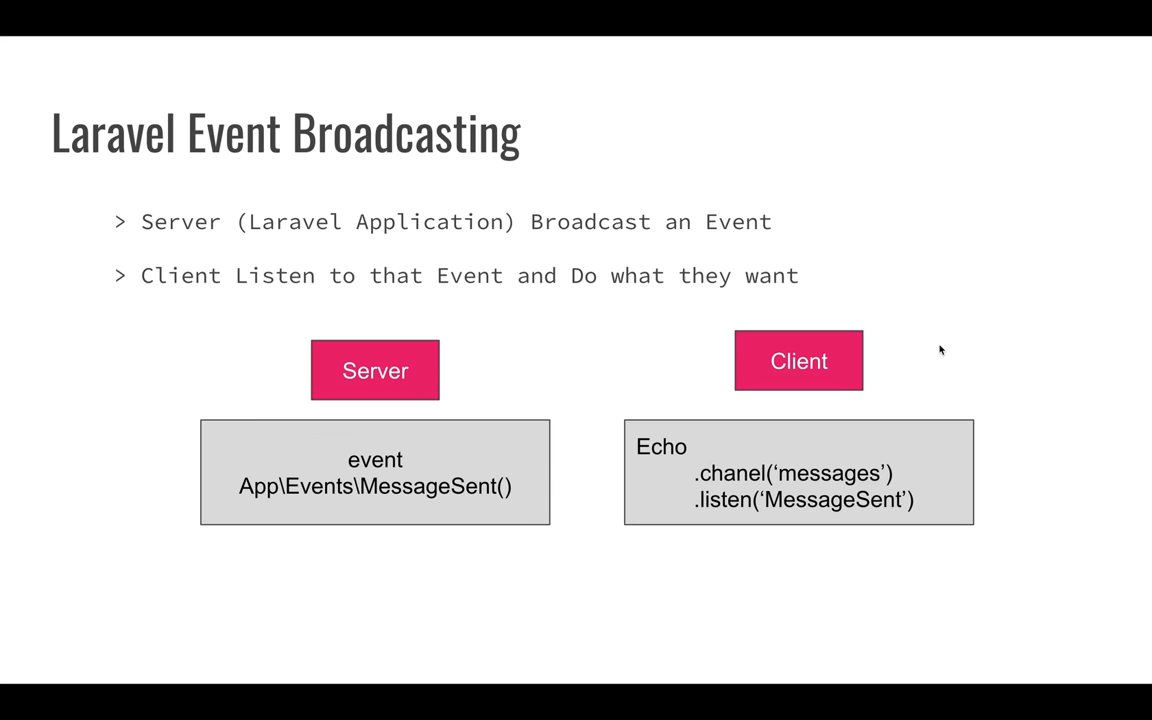 Laravel Event Broadcasting
> Server (Laravel Application) Broadcast an Event
> Client Listen to that Event and Do what they want
Server
event
App\Events\MessageSent()
Client
Echo
.chanel(‘messages’)
.listen(‘MessageSent’)